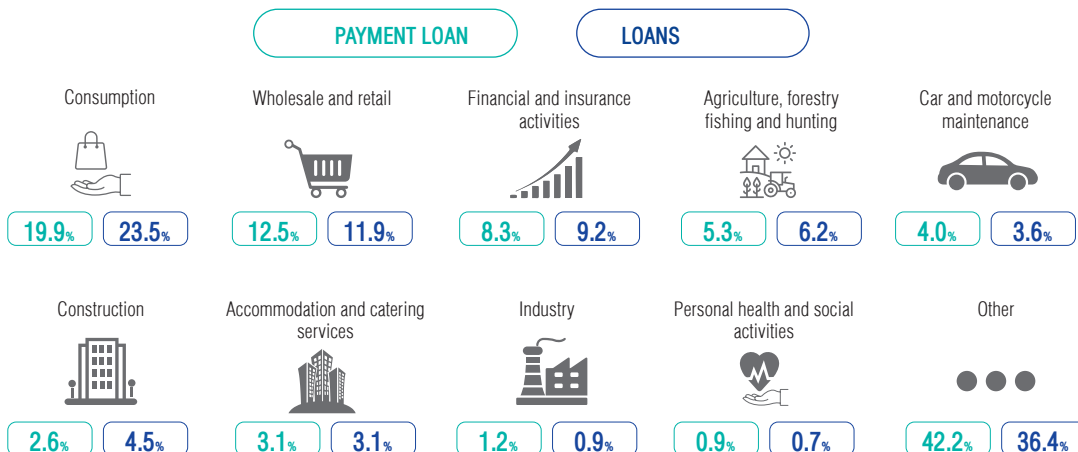 PAYMENT LOAN
LOANS
Consumption
Wholesale and retail
Financial and insurance
activities
Agriculture, forestry
fishing and hunting
Car and motorcycle
maintenance
19.9% 23.5%
12.5% 11.9%
8.3% 9.2%
5.3% 6.2%
4.0% 3.6%
Construction
Accommodation and catering
services
Industry
Personal health and social
activities
Other
2.6% 4.5%
3.1% 3.1%
1.2% 0.9%
0.9% 0.7%
42.2% 36.4%